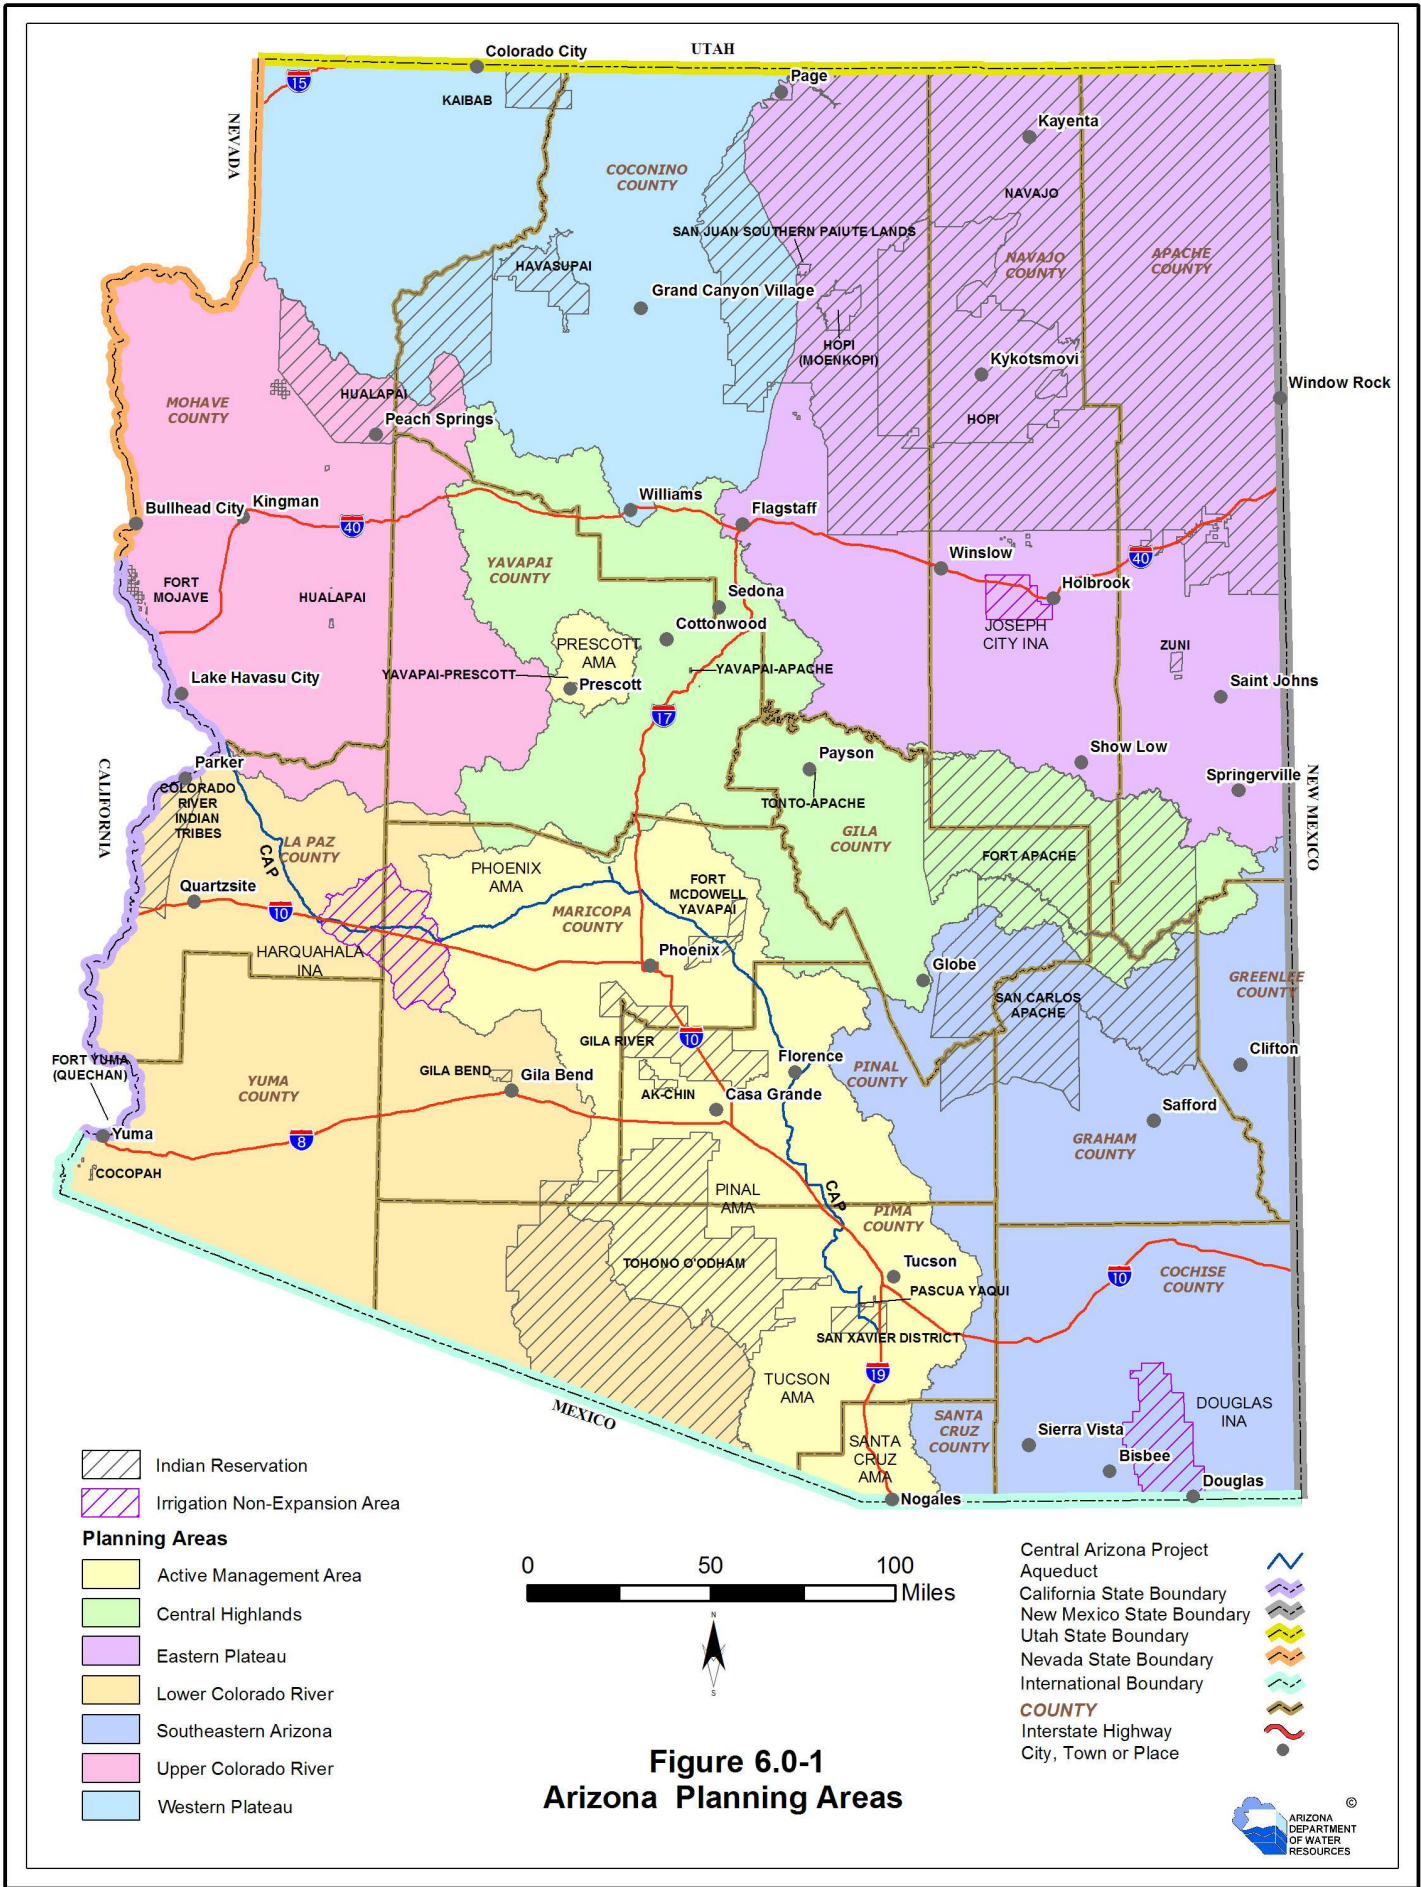 Colorado City
UTAH
15
Page
KAIBAB
NEVADA
Kayenta
COCONINO
COUNTY
NAVAJO
SAN JUAN SOUTHERN PAIUTE LANDS
HAVASUPAI
NAVAJO
COUNTY
APACHE
COUNTY
Grand Canyon Village
HOPI
(MOENKOPI)
Kykotsmovi
Window Rock
HUALAPAI
MOHAVE
COUNTY
Peach Springs
HOPI
Bullhead City
Kingman
Williams
Flagstaff
40
40
Winslow
YAVAPAI
COUNTY
FORT
MOJAVE
HUALAPAI
Sedona
Holbrook
Cottonwood
JOSEPH
CITY INA
PRESCOTT
AMA
ZUNI
YAVAPAI-PRESCOTT
YAVAPAI-APACHE
Lake Havasu City
Prescott
Saint Johns
17
Parker
Payson
Show Low
CALIFORNIA
Springerville
NEW MEXICO
COLORADO
RIVER
INDIAN
TRIBES
TONTO-APACHE
LA PAZ
COUNTY
CAP
GILA
COUNTY
FORT APACHE
PHOENIX
AMA
Quartzsite
FORT
MCDOWELL
YAVAPAI
10
MARICOPA
COUNTY
HARQUAHALA
INA
Phoenix
Globe
GREENLEE
COUNTY
SAN CARLOS
APACHE
GILA RIVER
10
FORT YUMA
(QUECHAN)
Florence
Clifton
YUMA
COUNTY
GILA BEND
Gila Bend
PINAL
COUNTY
AK-CHIN
Casa Grande
Safford
Yuma
8
GRAHAM
COUNTY
COCOPAH
PINAL
AMA
CAP
PIMA
COUNTY
TOHONO O'ODHAM
Tucson
10
COCHISE
COUNTY
PASCUA YAQUI
SAN XAVIER DISTRICT
19
TUCSON
AMA
MEXICO
DOUGLAS
INA
SANTA
CRUZ
COUNTY
SANTA
CRUZ
AMA
Sierra Vista
Bisbee
Douglas
Nogales
Indian Reservation
Irrigation Non-Expansion Area
Planning Areas
Active Management Area
Central Highlands
Eastern Plateau
Lower Colorado River
Southeastern Arizona
Upper Colorado River
Western Plateau
0 50 100
Miles
N
S
Central Arizona Project
Aqueduct
California State Boundary
New Mexico State Boundary
Utah State Boundary
Nevada State Boundary
International Boundary
COUNTY
Interstate Highway
City, Town or Place
Figure 6.0-1
Arizona Planning Areas
©
ARIZONA
DEPARTMENT
OF WATER
RESOURCES